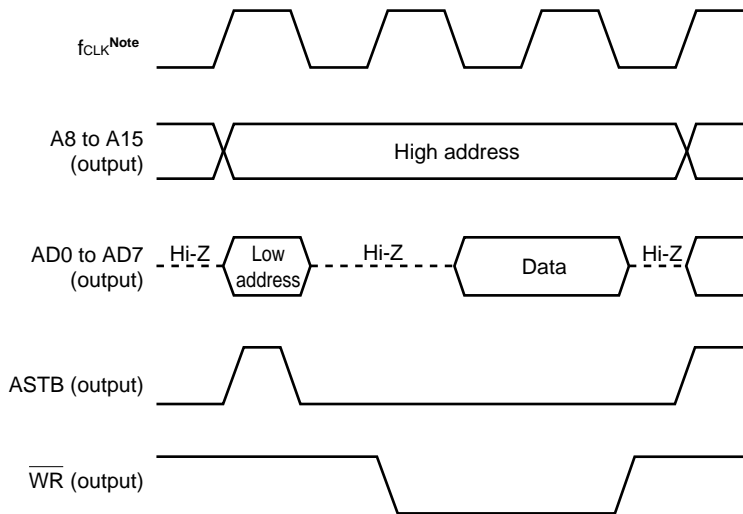 fCLKNote
A8 to A15
(output)
High address
AD0 to AD7
(output)
Hi-Z
Low
address
Hi-Z
Data
Hi-Z
ASTB (output)
WR (output)